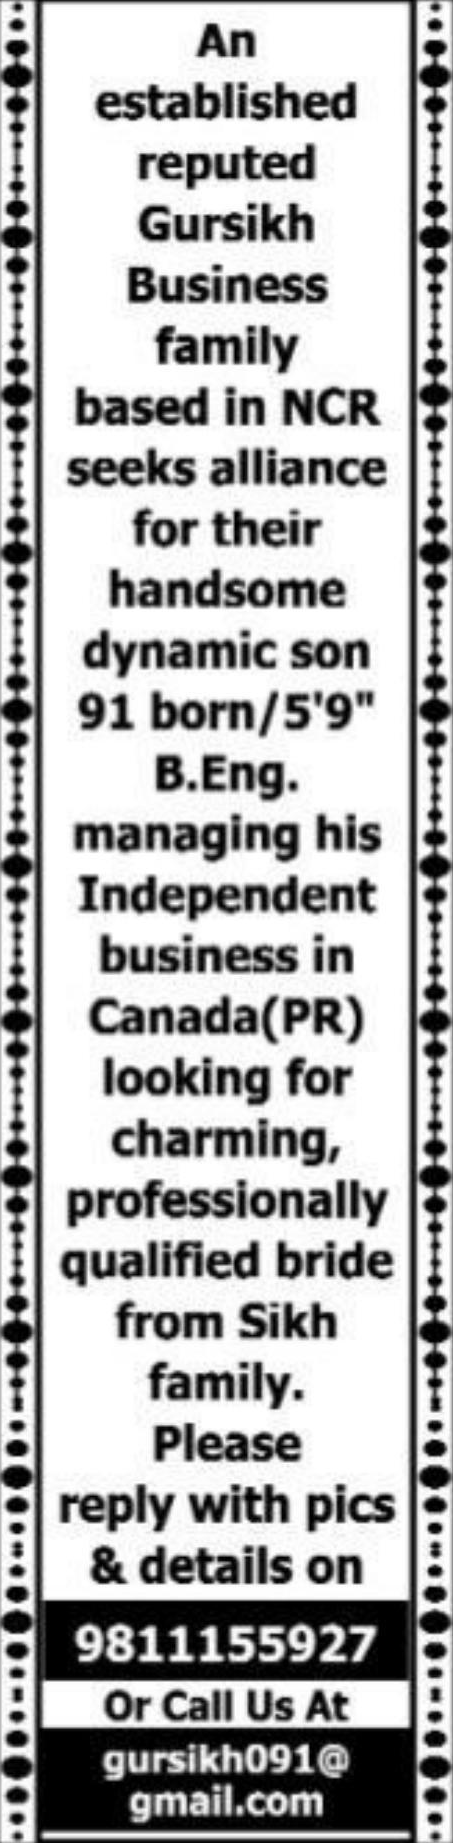 An
established
reputed
Gursikh
Business
family
based in NCR
seeks alliance
for their
handsome
dynamic son
91 born/5'9"
B.Eng.
managing his
Independent
business in
Canada(PR)
looking for
charming,
professionally
qualified bride
from Sikh
family.
Please
reply with pics
& details on
9811155927
Or Call Us At
gursikh091@
gmail.com